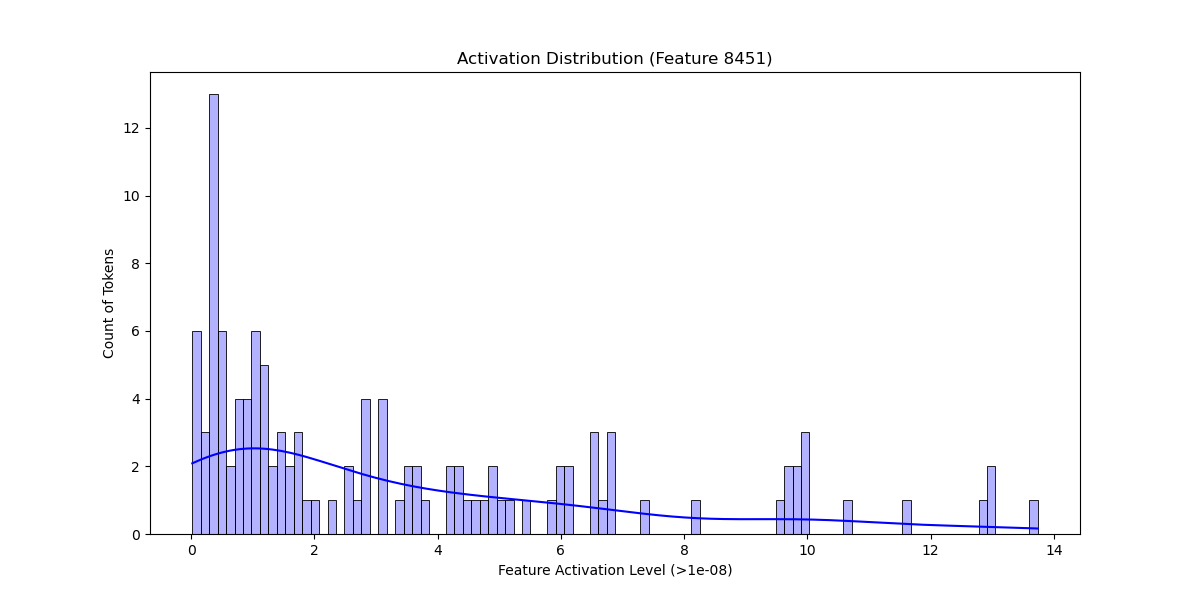 Activation Distribution (Feature 8451)
12
10
8
6
4
2
0
Count of Tokens
0 2 4 6 8 10 12 14
Feature Activation Level (>1e-08)